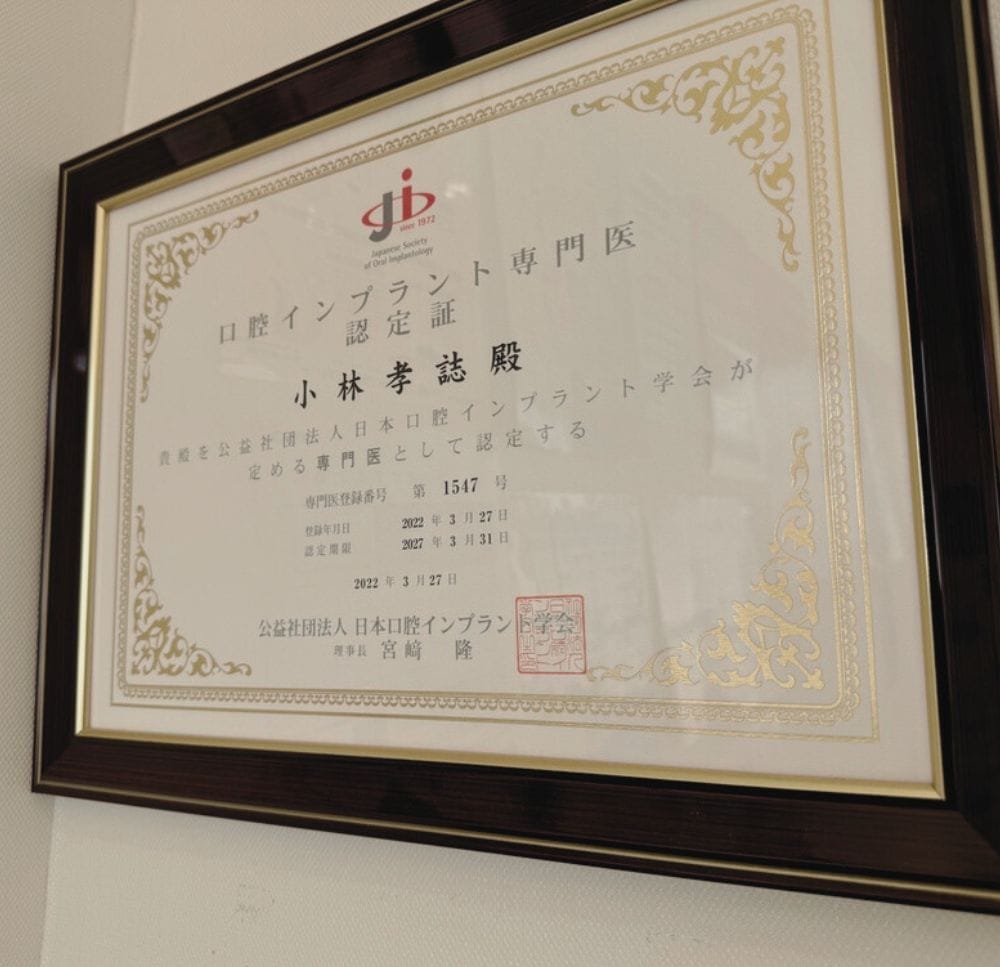 Ji
since 1972
Japanese Society
of Oral Implantology
口腔インプラント専門医
認定証
小林孝誌殿
貴殿を公益社団法人日本口腔インプラント学会が
定める専門医として認定する
専門医登録番号 第 1547 号
登録年月日 2022 年 3 月 27 日
認定期限 2027 年 3 月 31 日
2022 年 3 月 27 日
公益社団法人 日本口腔インプラント学会
理事長 宮﨑 隆